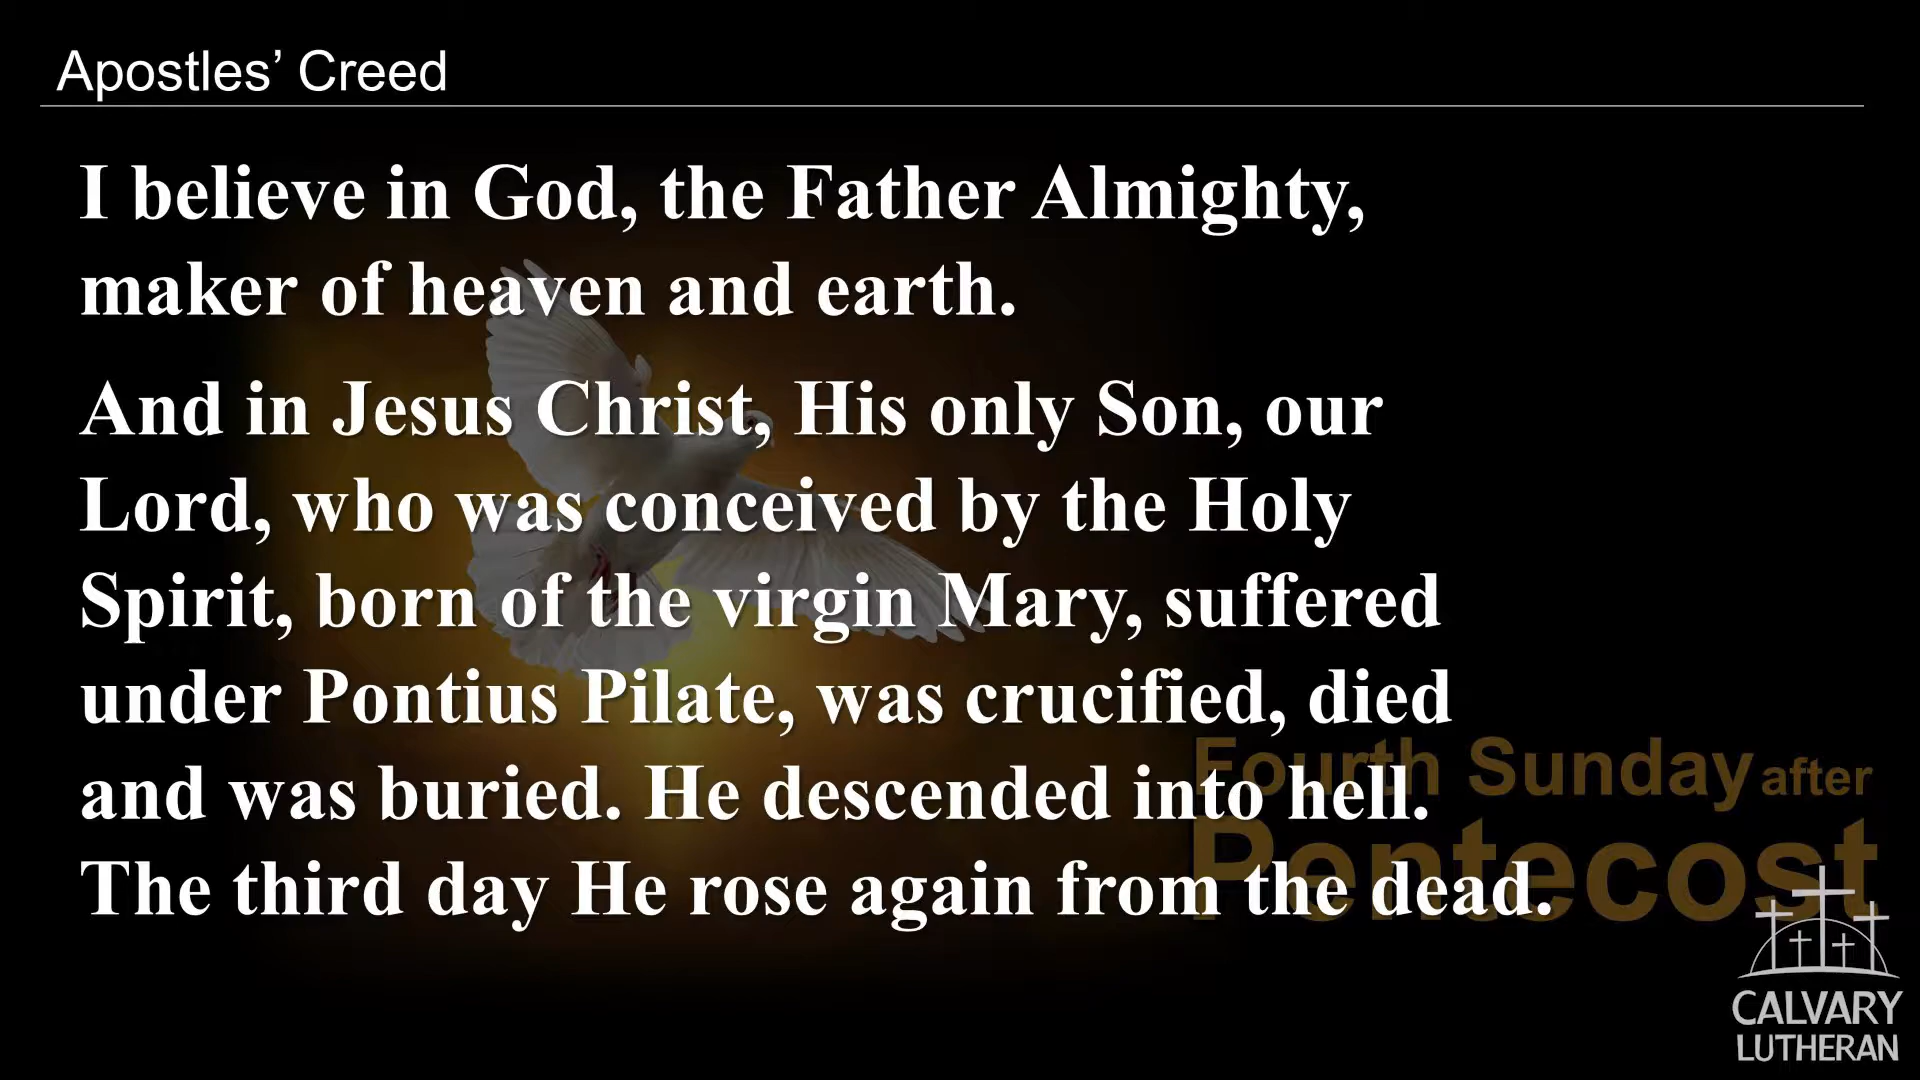 Apostles’ Creed
I believe in God, the Father Almighty,
maker of heaven and earth.
And in Jesus Christ, His only Son, our
Lord, who was conceived by the Holy
Spirit, born of the virgin Mary, suffered
under Pontius Pilate, was crucified, died
and was buried. He descended into hell.
The third day He rose again from the dead.
Fourth Sunday after
Pentecost
CALVARY
LUTHERAN